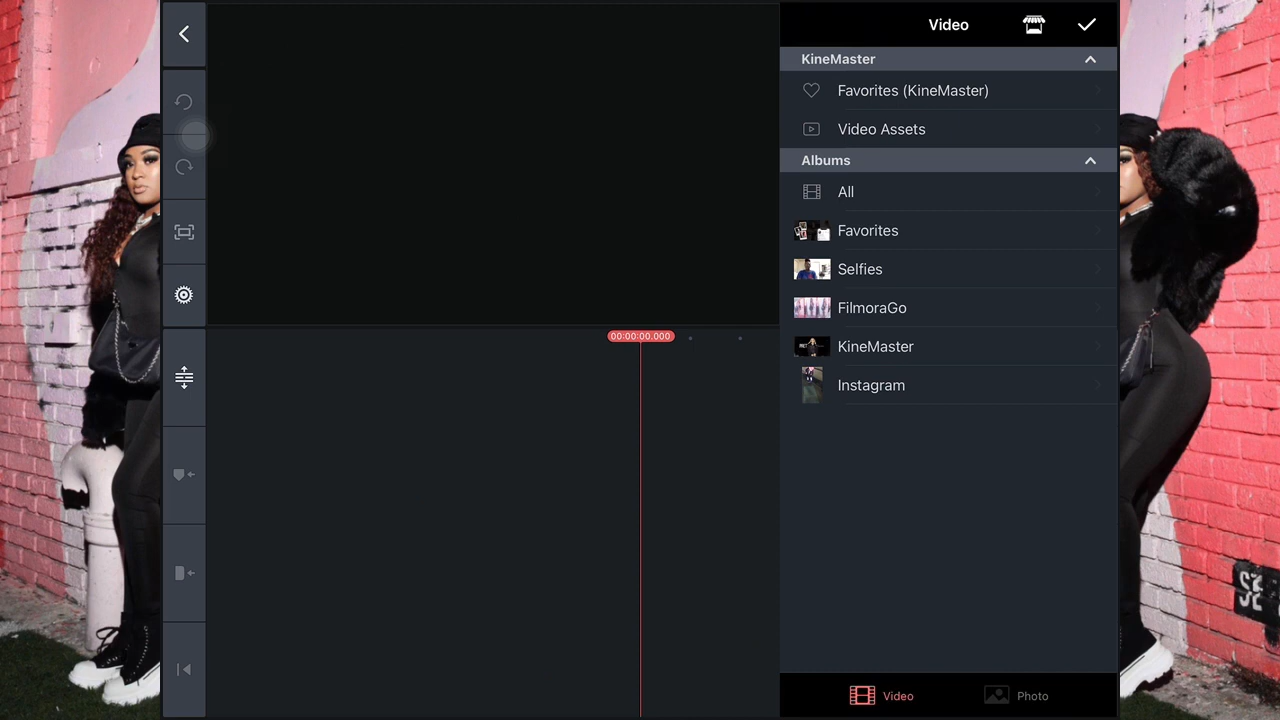 Video
KineMaster
Favorites (KineMaster)
Video Assets
Albums
All
Favorites
Selfies
FilmoraGo
KineMaster
Instagram
00:00:00.000
Video
Photo